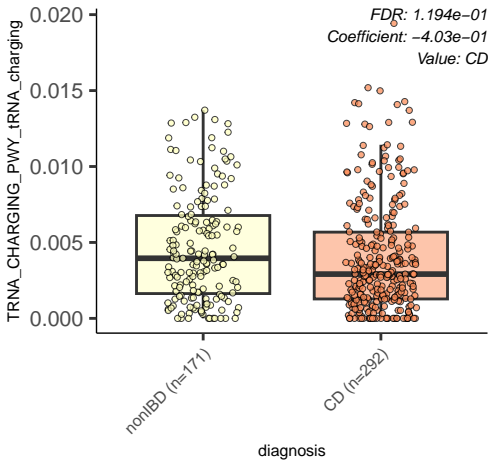 FDR: 1.194e−01
Coefficient: −4.03e−01
Value: CD
TRNA_CHARGING_PWY_tRNA_charging
0.020
0.015
0.010
0.005
0.000
nonIBD (n=171)
CD (n=292)
diagnosis